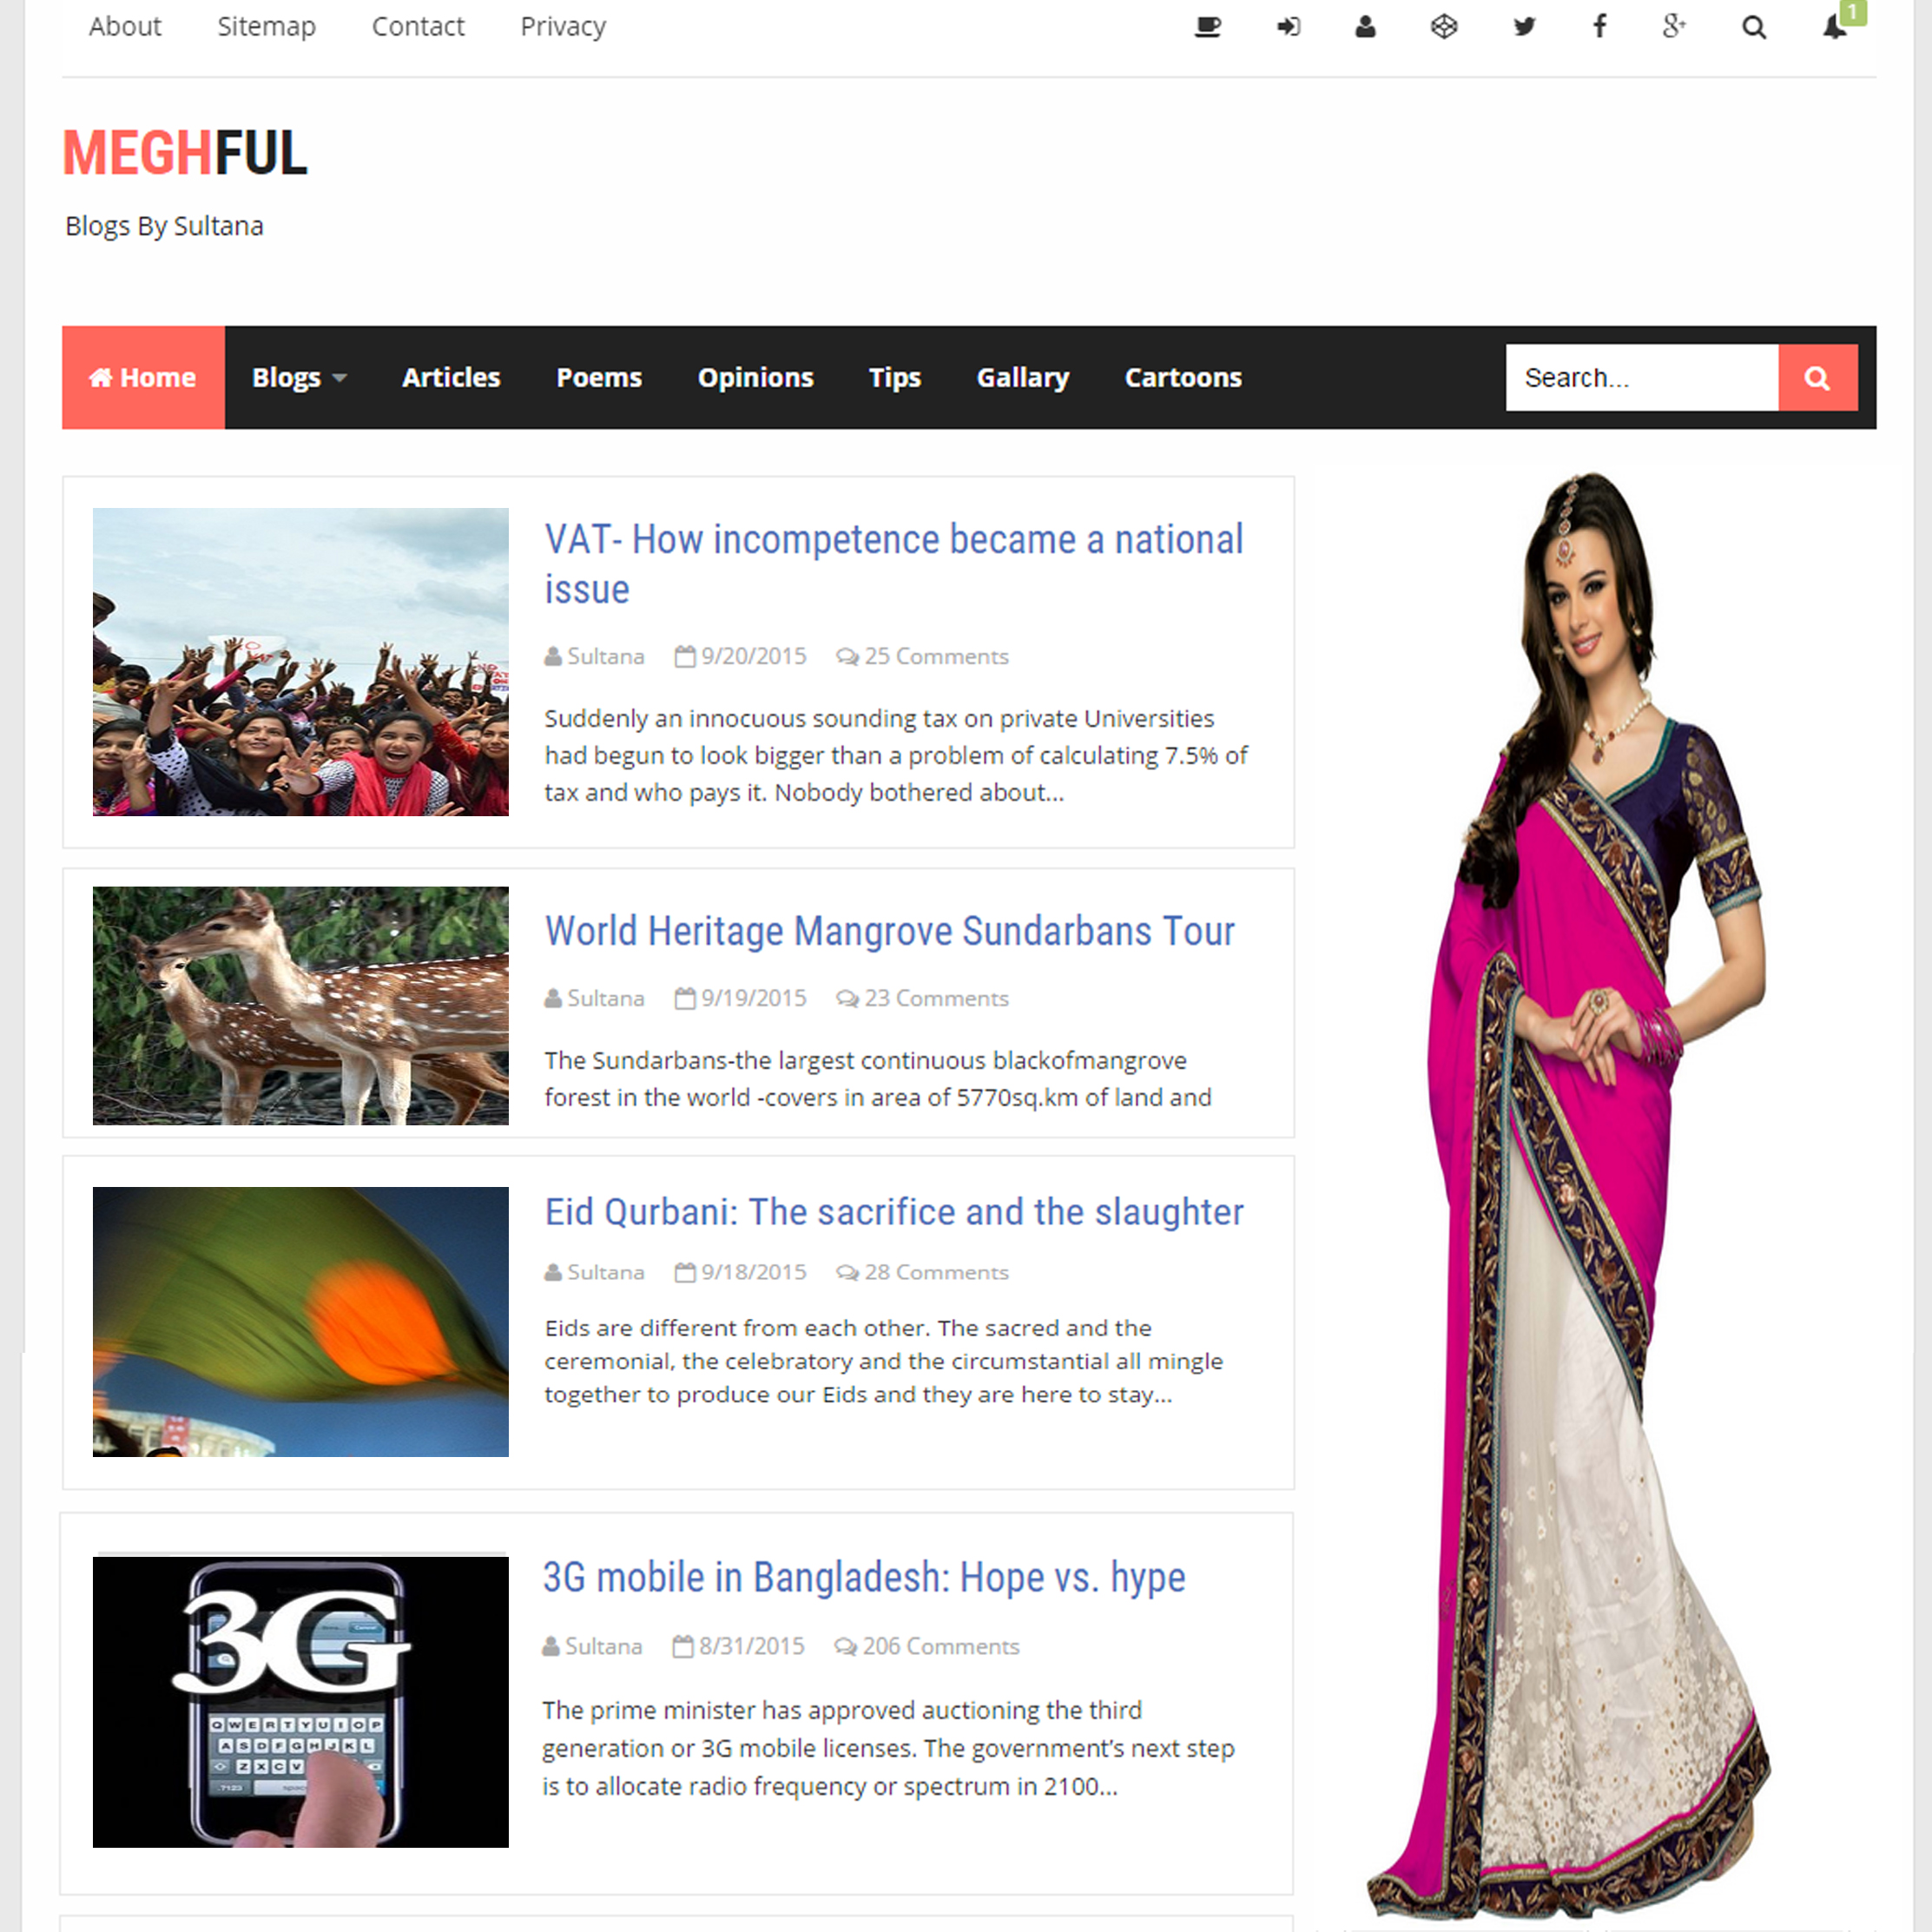 About Sitemap Contact Privacy
1
MEGHFUL
Blogs By Sultana
Home Blogs Articles Poems Opinions Tips Gallary Cartoons Search...
VAT- How incompetence became a national
issue
Sultana 9/20/2015 25 Comments
Suddenly an innocuous sounding tax on private Universities
had begun to look bigger than a problem of calculating 7.5% of
tax and who pays it. Nobody bothered about...
World Heritage Mangrove Sundarbans Tour
Sultana 9/19/2015 23 Comments
The Sundarbans-the largest continuous blackofmangrove
forest in the world -covers in area of 5770sq.km of land and
Eid Qurbani: The sacrifice and the slaughter
Sultana 9/18/2015 28 Comments
Eids are different from each other. The sacred and the
ceremonial, the celebratory and the circumstantial all mingle
together to produce our Eids and they are here to stay...
3G
QWERTYUIOP
ASDFGHJKL
ZXCV
.?123 space
3G mobile in Bangladesh: Hope vs. hype
Sultana 8/31/2015 206 Comments
The prime minister has approved auctioning the third
generation or 3G mobile licenses. The government's next step
is to allocate radio frequency or spectrum in 2100...